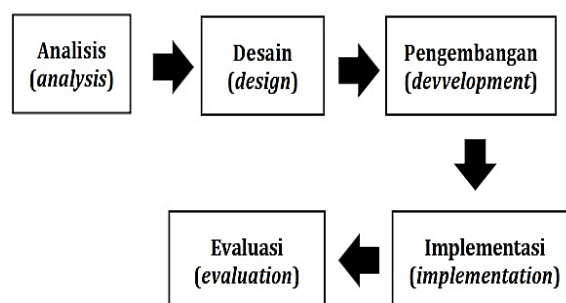 Analisis
(analysis)
Desain
(design)
Pengembangan
(devvelopment)
Implementasi
(implementation)
Evaluasi
(evaluation)